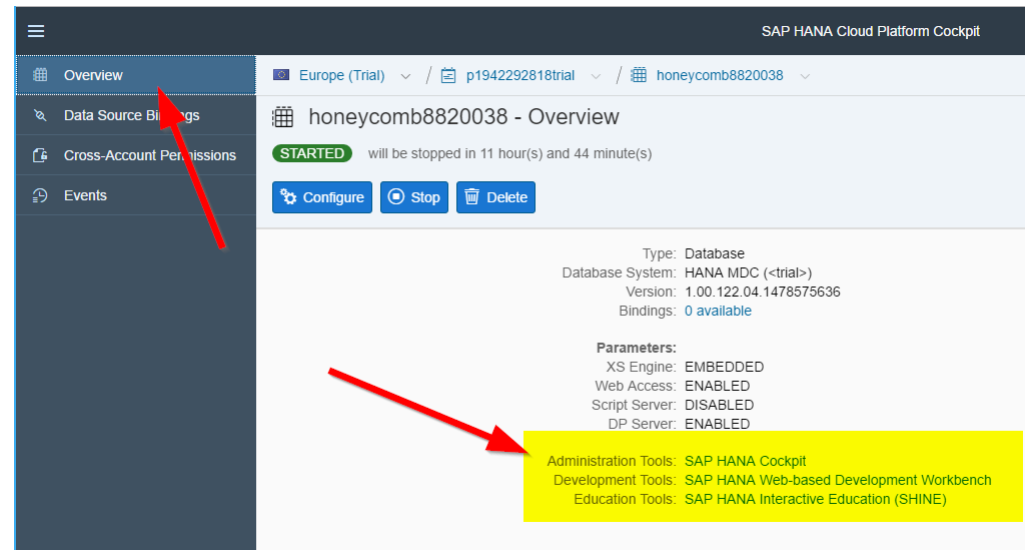 SAP HANA Cloud Platform Cockpit
Overview
Data Source Bindings
Cross-Account Permissions
Events
Europe (Trial) / p1942292818trial / honeycomb8820038
honeycomb8820038 - Overview
STARTED will be stopped in 11 hour(s) and 44 minute(s)
Configure Stop Delete
Type: Database
Database System: HANA MDC (<trial>)
Version: 1.00.122.04.1478575636
Bindings: 0 available
Parameters:
XS Engine: EMBEDDED
Web Access: ENABLED
Script Server: DISABLED
DP Server: ENABLED
Administration Tools: SAP HANA Cockpit
Development Tools: SAP HANA Web-based Development Workbench
Education Tools: SAP HANA Interactive Education (SHINE)